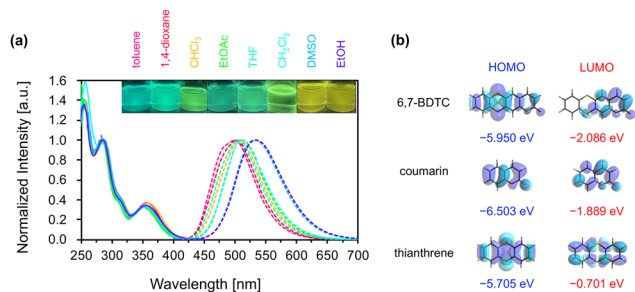 (a)
toluene
1,4-dioxane
CHCl3
EtOAc
THF
CH2Cl2
DMSO
EtOH
Normalized Intensity [a.u.]
1.6
1.4
1.2
1.0
0.8
0.6
0.4
0.2
0.0
250 300 350 400 450 500 550 600 650 700
Wavelength [nm]
(b)
HOMO LUMO
6,7-BDTC
−5.950 eV −2.086 eV
coumarin
−6.503 eV −1.889 eV
thianthrene
−5.705 eV −0.701 eV